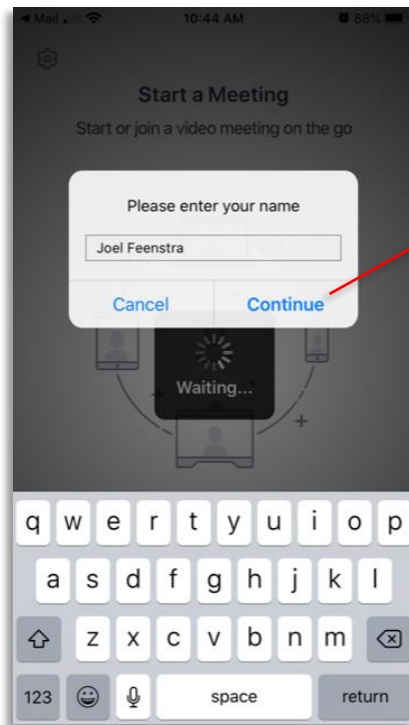 ◀ Mail 10:44 AM 88%
Start a Meeting
Start or join a video meeting on the go
Please enter your name
Joel Feenstra
Cancel Continue
Waiting...
q w e r t y u i o p
a s d f g h j k l
z x c v b n m
123 space return